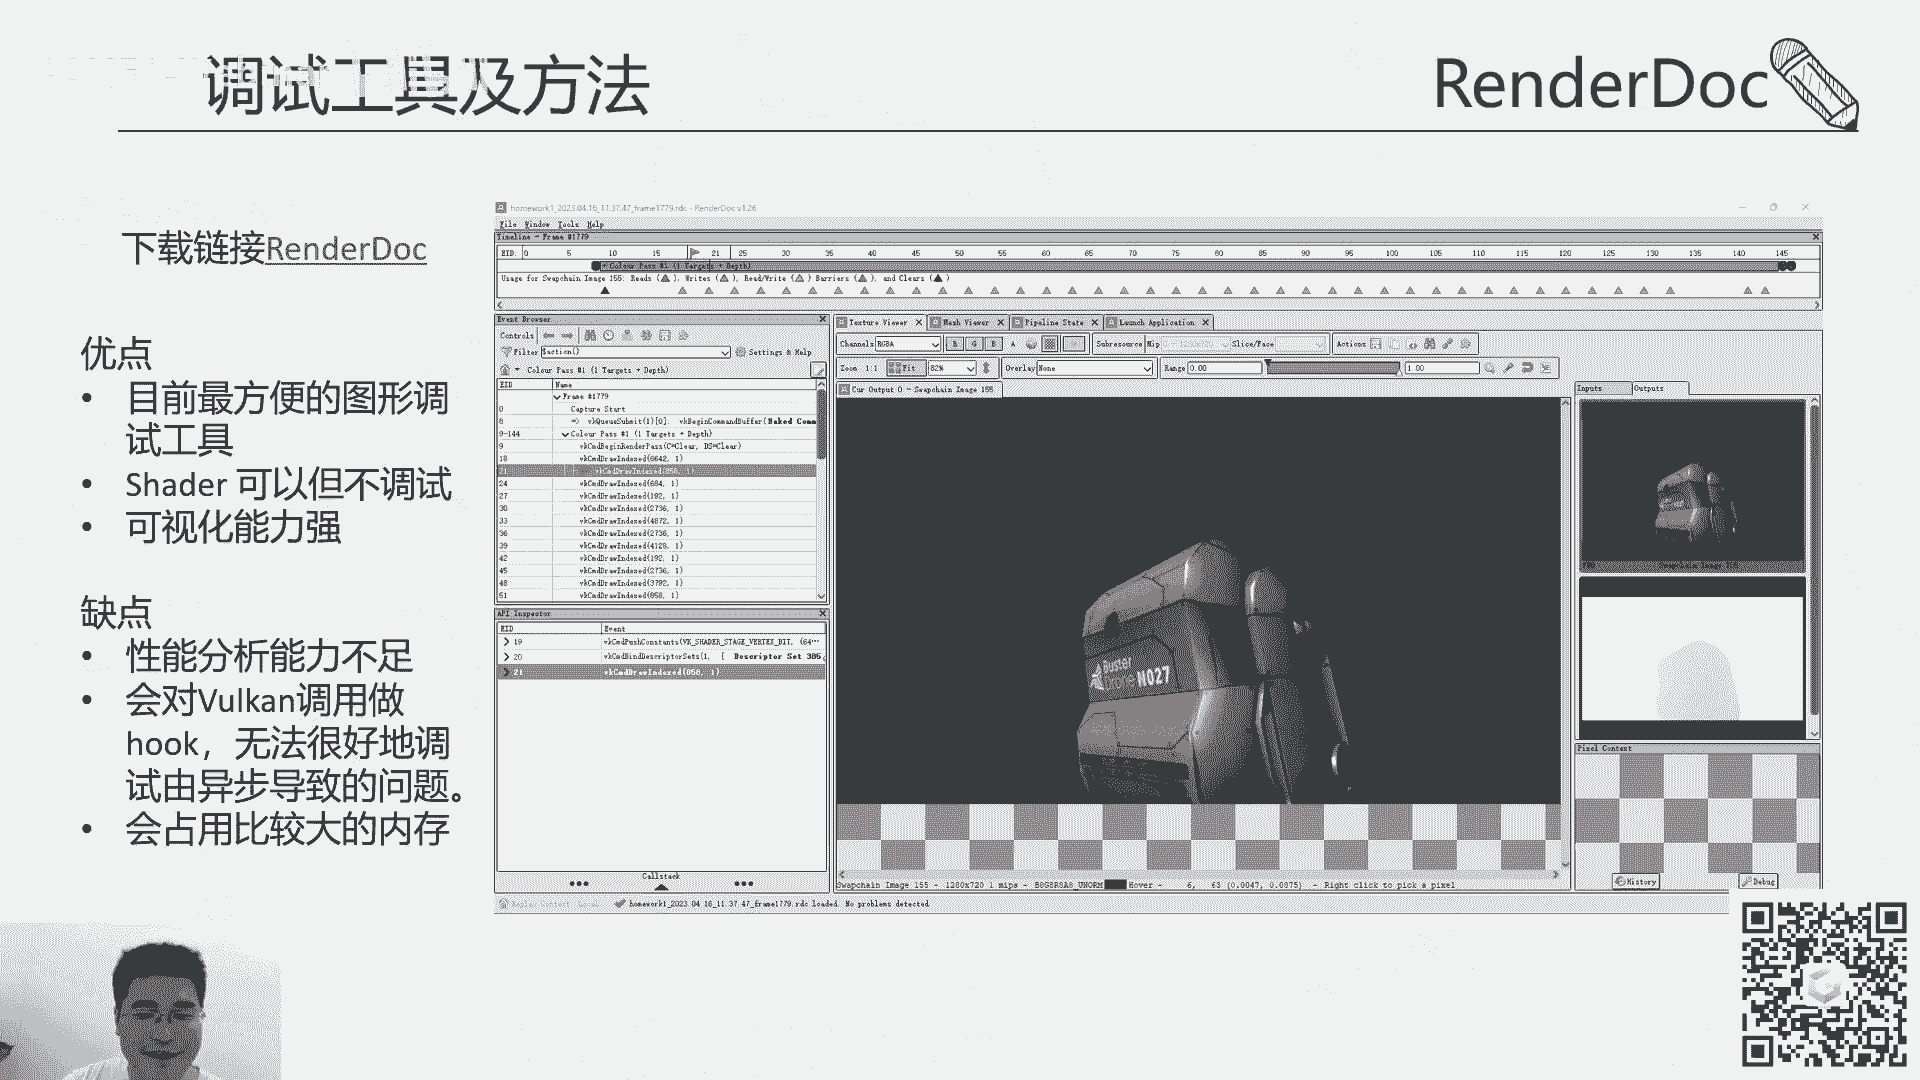 调试工具及方法
RenderDoc
下载链接RenderDoc
优点
• 目前最方便的图形调
试工具
• Shader 可以但不调试
• 可视化能力强
缺点
• 性能分析能力不足
• 会对Vulkan调用做
hook，无法很好地调
试由异步导致的问题。
• 会占用比较大的内存
homework1_2023.04.16_11.37.47_frame1779.rdc - RenderDoc v1.26
File Window Tools Help
Timeline - Frame #1779
EID: 0 5 10 15 21 25 30 35 40 45 50 55 60 65 70 75 80 85 90 95 100 105 110 115 120 125 130 135 140 145
+ Colour Pass #1 (1 Targets + Depth)
Usage for Swapchain Image 155: Reads (▲), Writes (▲), Read/Write (▲) Barriers (▲), and Clears (▲)
Event Browser
Controls
Filter $action() Settings & Help
Colour Pass #1 (1 Targets + Depth)
EID Name
Frame #1779
0 Capture Start
8 => vkQueueSubmit(1)[0]: vkBeginCommandBuffer(Baked Comm
9-144 Colour Pass #1 (1 Targets + Depth)
9 vkCmdBeginRenderPass(C=Clear, DS=Clear)
18 vkCmdDrawIndexed(6642, 1)
21 vkCmdDrawIndexed(858, 1)
24 vkCmdDrawIndexed(684, 1)
27 vkCmdDrawIndexed(192, 1)
30 vkCmdDrawIndexed(2736, 1)
33 vkCmdDrawIndexed(4872, 1)
36 vkCmdDrawIndexed(2736, 1)
39 vkCmdDrawIndexed(4128, 1)
42 vkCmdDrawIndexed(192, 1)
45 vkCmdDrawIndexed(2736, 1)
48 vkCmdDrawIndexed(3792, 1)
51 vkCmdDrawIndexed(858, 1)
API Inspector
EID Event
19 vkCmdPushConstants(VK_SHADER_STAGE_VERTEX_BIT, (64···
20 vkCmdBindDescriptorSets(1, { Descriptor Set 385
21 vkCmdDrawIndexed(858, 1)
Callstack
Texture Viewer Mesh Viewer Pipeline State Launch Application
Channels RGBA R G B A Subresource Mip 0 - 1280x720 Slice/Face Actions
Zoom 1:1 Fit 82% Overlay None Range 0.00 1.00
Cur Output 0 - Swapchain Image 155
Buster
Drone N027
Swapchain Image 155 - 1280x720 1 mips - B8G8R8A8_UNORM Hover - 6, 63 (0.0047, 0.0875) - Right click to pick a pixel
Inputs Outputs
Pixel Context
History Debug
Replay Context: Local homework1_2023.04.16_11.37.47_frame1779.rdc loaded. No problems detected